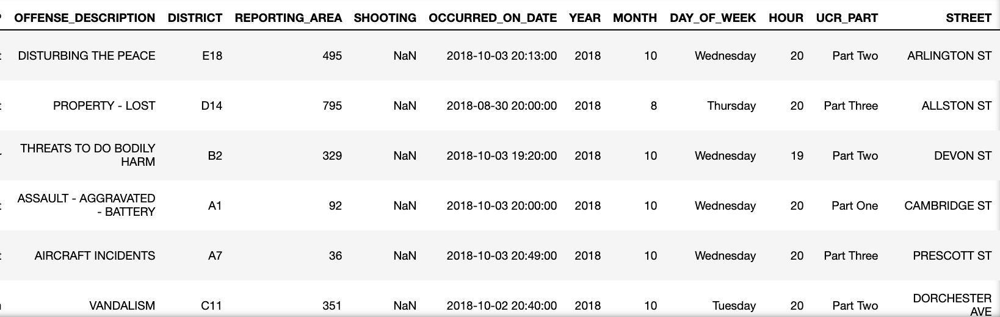 OFFENSE_DESCRIPTION DISTRICT REPORTING_AREA SHOOTING OCCURRED_ON_DATE YEAR MONTH DAY_OF_WEEK HOUR UCR_PART STREET
DISTURBING THE PEACE E18 495 NaN 2018-10-03 20:13:00 2018 10 Wednesday 20 Part Two ARLINGTON ST
PROPERTY - LOST D14 795 NaN 2018-08-30 20:00:00 2018 8 Thursday 20 Part Three ALLSTON ST
THREATS TO DO BODILY
HARM B2 329 NaN 2018-10-03 19:20:00 2018 10 Wednesday 19 Part Two DEVON ST
ASSAULT - AGGRAVATED
- BATTERY A1 92 NaN 2018-10-03 20:00:00 2018 10 Wednesday 20 Part One CAMBRIDGE ST
AIRCRAFT INCIDENTS A7 36 NaN 2018-10-03 20:49:00 2018 10 Wednesday 20 Part Three PRESCOTT ST
VANDALISM C11 351 NaN 2018-10-02 20:40:00 2018 10 Tuesday 20 Part Two DORCHESTER
AVE